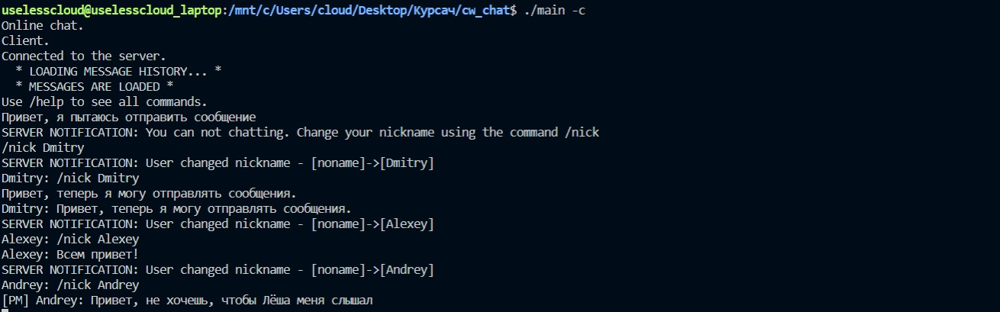 uselesscloud@uselesscloud_laptop:/mnt/c/Users/cloud/Desktop/Курсач/cw_chat$ ./main -c
Online chat.
Client.
Connected to the server.
  * LOADING MESSAGE HISTORY... *
  * MESSAGES ARE LOADED *
Use /help to see all commands.
Привет, я пытаюсь отправить сообщение
SERVER NOTIFICATION: You can not chatting. Change your nickname using the command /nick
/nick Dmitry
SERVER NOTIFICATION: User changed nickname - [noname]->[Dmitry]
Dmitry: /nick Dmitry
Привет, теперь я могу отправлять сообщения.
Dmitry: Привет, теперь я могу отправлять сообщения.
SERVER NOTIFICATION: User changed nickname - [noname]->[Alexey]
Alexey: /nick Alexey
Alexey: Всем привет!
SERVER NOTIFICATION: User changed nickname - [noname]->[Andrey]
Andrey: /nick Andrey
[PM] Andrey: Привет, не хочешь, чтобы Лёша меня слышал